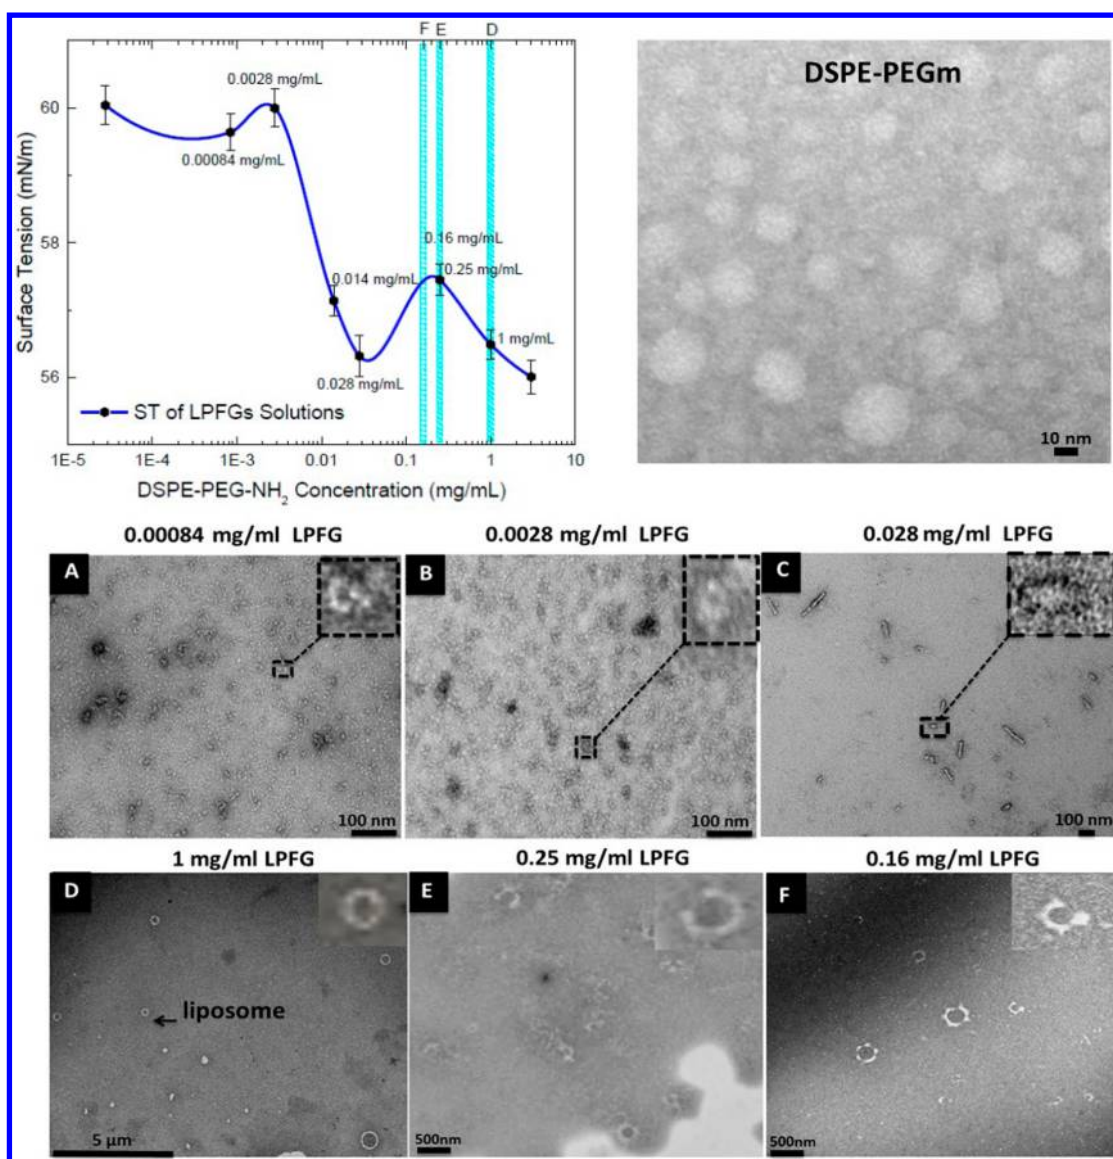 F E D
60
58
56
Surface Tension (mN/m)
0.0028 mg/mL
0.00084 mg/mL
0.014 mg/mL
0.028 mg/mL
0.16 mg/mL
0.25 mg/mL
1 mg/mL
ST of LPFGs Solutions
1E-5 1E-4 1E-3 0.01 0.1 1 10
DSPE-PEG-NH2 Concentration (mg/mL)
DSPE-PEGm
10 nm
0.00084 mg/ml LPFG
0.0028 mg/ml LPFG
0.028 mg/ml LPFG
A
100 nm
B
100 nm
C
100 nm
1 mg/ml LPFG
0.25 mg/ml LPFG
0.16 mg/ml LPFG
D
liposome
5 µm
E
500nm
F
500nm